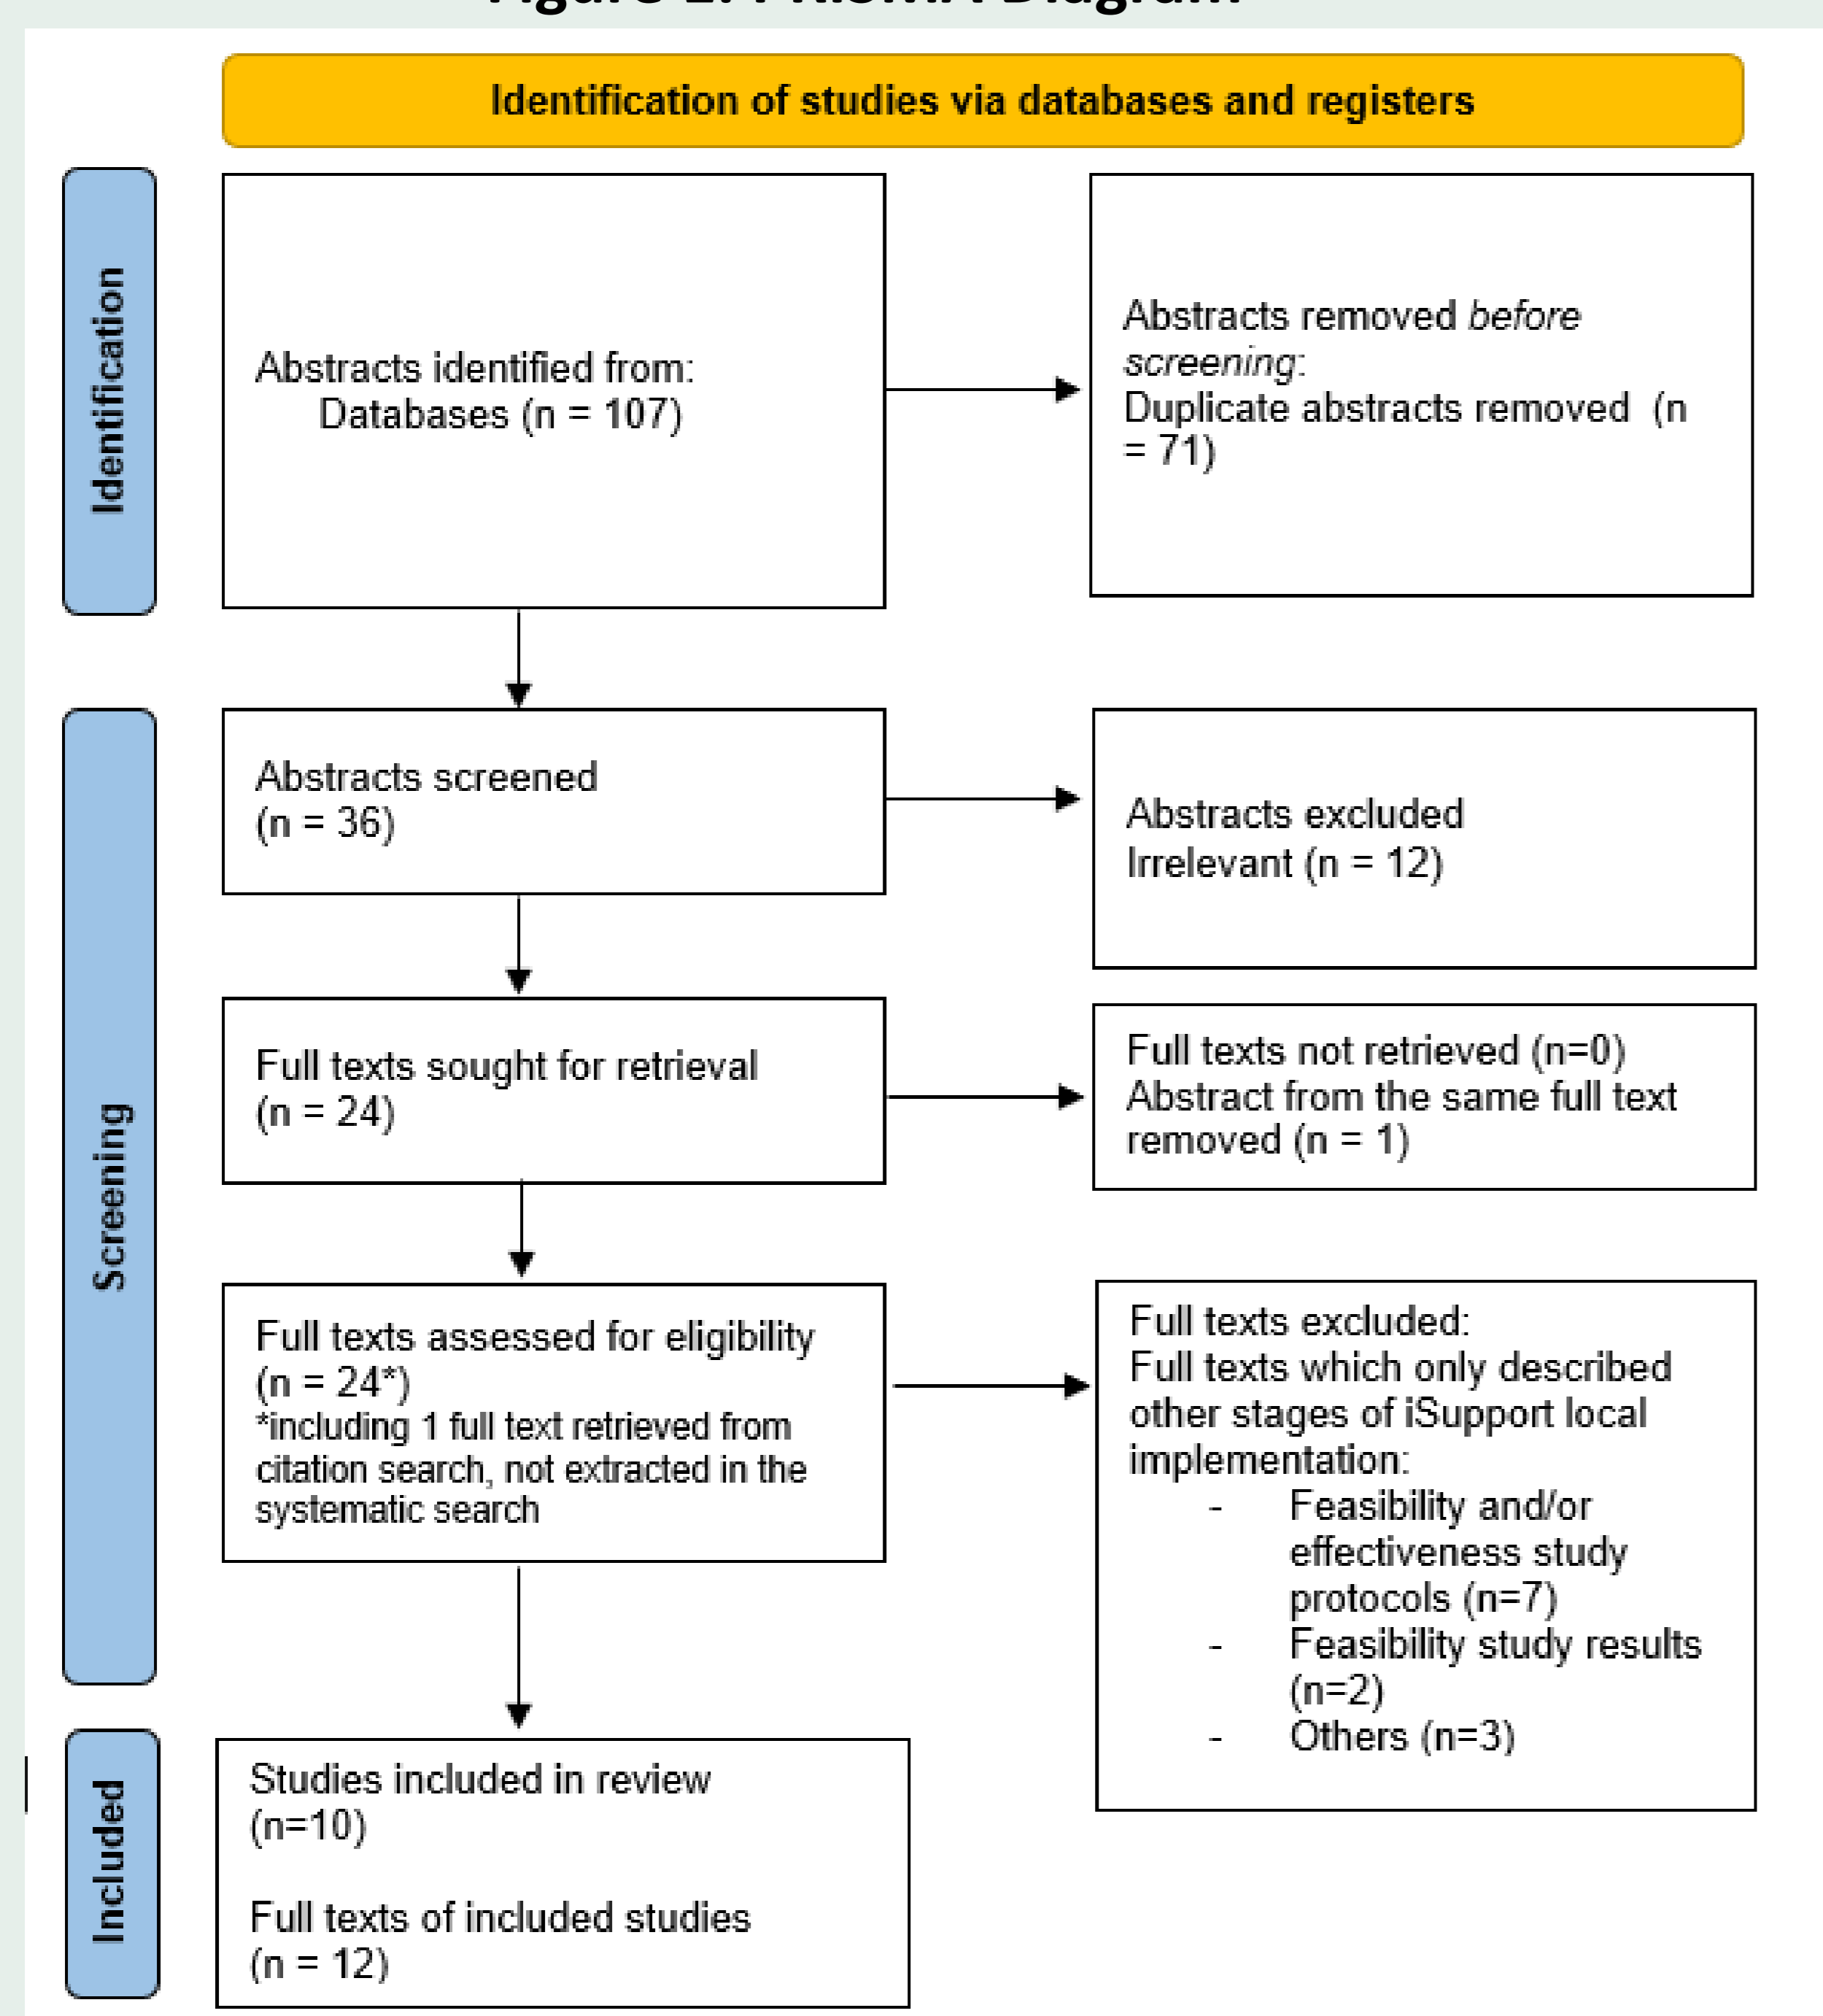 Identification of studies via databases and registers
Identification
Abstracts identified from:
Databases (n = 107)
Abstracts removed before
screening:
Duplicate abstracts removed (n
= 71)
Screening
Abstracts screened
(n = 36)
Abstracts excluded
Irrelevant (n = 12)
Full texts sought for retrieval
(n = 24)
Full texts not retrieved (n=0)
Abstract from the same full text
removed (n = 1)
Full texts assessed for eligibility
(n = 24*)
*including 1 full text retrieved from
citation search, not extracted in the
systematic search
Full texts excluded:
Full texts which only described
other stages of iSupport local
implementation:
- Feasibility and/or
effectiveness study
protocols (n=7)
- Feasibility study results
(n=2)
- Others (n=3)
Included
Studies included in review
(n=10)
Full texts of included studies
(n = 12)